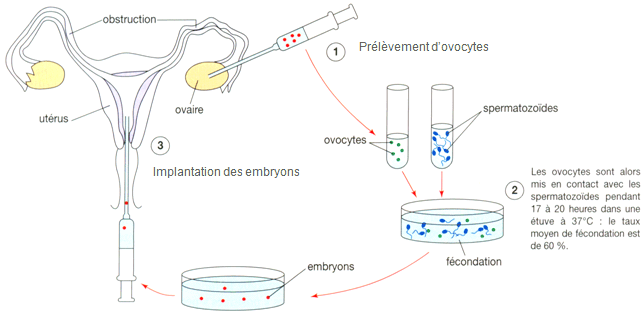 obstruction
1
Prélèvement d'ovocytes
ovaire
utérus
3
Implantation des embryons
ovocytes
spermatozoïdes
2
Les ovocytes sont alors
mis en contact avec les
spermatozoïdes pendant
17 à 20 heures dans une
étuve à 37°C : le taux
moyen de fécondation est
de 60 %.
fécondation
embryons